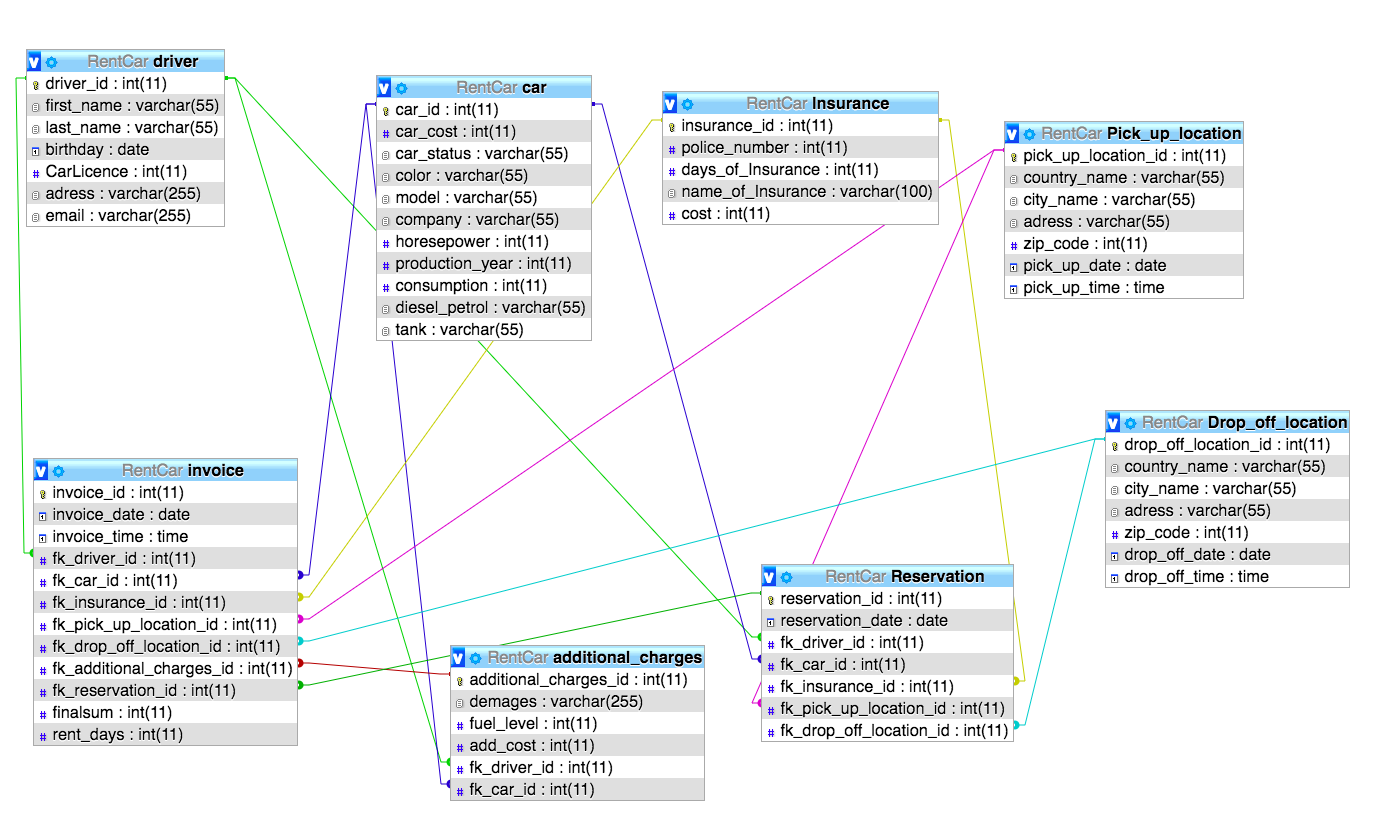 RentCar driver
driver_id : int(11)
first_name : varchar(55)
last_name : varchar(55)
birthday : date
CarLicence : int(11)
adress : varchar(255)
email : varchar(255)
RentCar car
car_id : int(11)
car_cost : int(11)
car_status : varchar(55)
color : varchar(55)
model : varchar(55)
company : varchar(55)
horesepower : int(11)
production_year : int(11)
consumption : int(11)
diesel_petrol : varchar(55)
tank : varchar(55)
RentCar Insurance
insurance_id : int(11)
police_number : int(11)
days_of_Insurance : int(11)
name_of_Insurance : varchar(100)
cost : int(11)
RentCar Pick_up_location
pick_up_location_id : int(11)
country_name : varchar(55)
city_name : varchar(55)
adress : varchar(55)
zip_code : int(11)
pick_up_date : date
pick_up_time : time
RentCar Drop_off_location
drop_off_location_id : int(11)
country_name : varchar(55)
city_name : varchar(55)
adress : varchar(55)
zip_code : int(11)
drop_off_date : date
drop_off_time : time
RentCar invoice
invoice_id : int(11)
invoice_date : date
invoice_time : time
fk_driver_id : int(11)
fk_car_id : int(11)
fk_insurance_id : int(11)
fk_pick_up_location_id : int(11)
fk_drop_off_location_id : int(11)
fk_additional_charges_id : int(11)
fk_reservation_id : int(11)
finalsum : int(11)
rent_days : int(11)
RentCar additional_charges
additional_charges_id : int(11)
demages : varchar(255)
fuel_level : int(11)
add_cost : int(11)
fk_driver_id : int(11)
fk_car_id : int(11)
RentCar Reservation
reservation_id : int(11)
reservation_date : date
fk_driver_id : int(11)
fk_car_id : int(11)
fk_insurance_id : int(11)
fk_pick_up_location_id : int(11)
fk_drop_off_location_id : int(11)